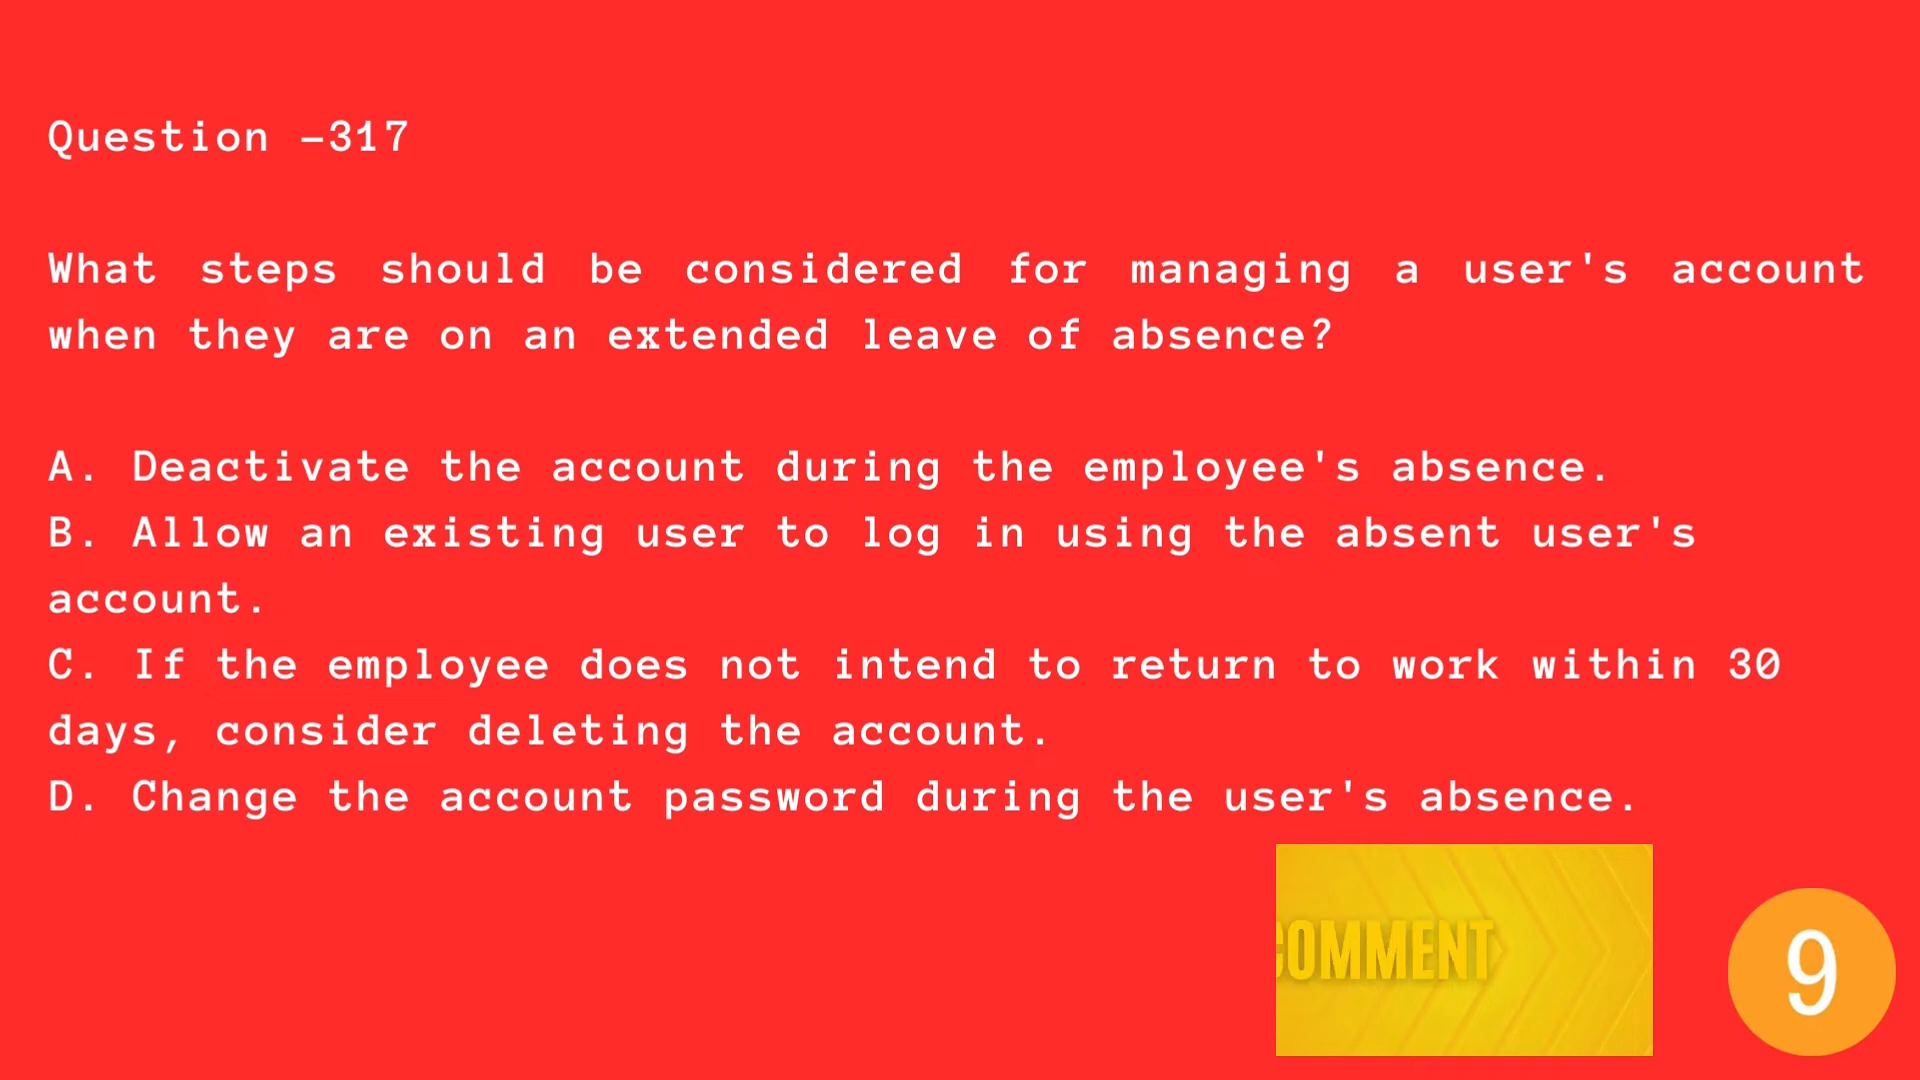 Question –317
What steps should be considered for managing a user's account
when they are on an extended leave of absence?
A. Deactivate the account during the employee's absence.
B. Allow an existing user to log in using the absent user's
account.
C. If the employee does not intend to return to work within 30
days, consider deleting the account.
D. Change the account password during the user's absence.
COMMENT
9